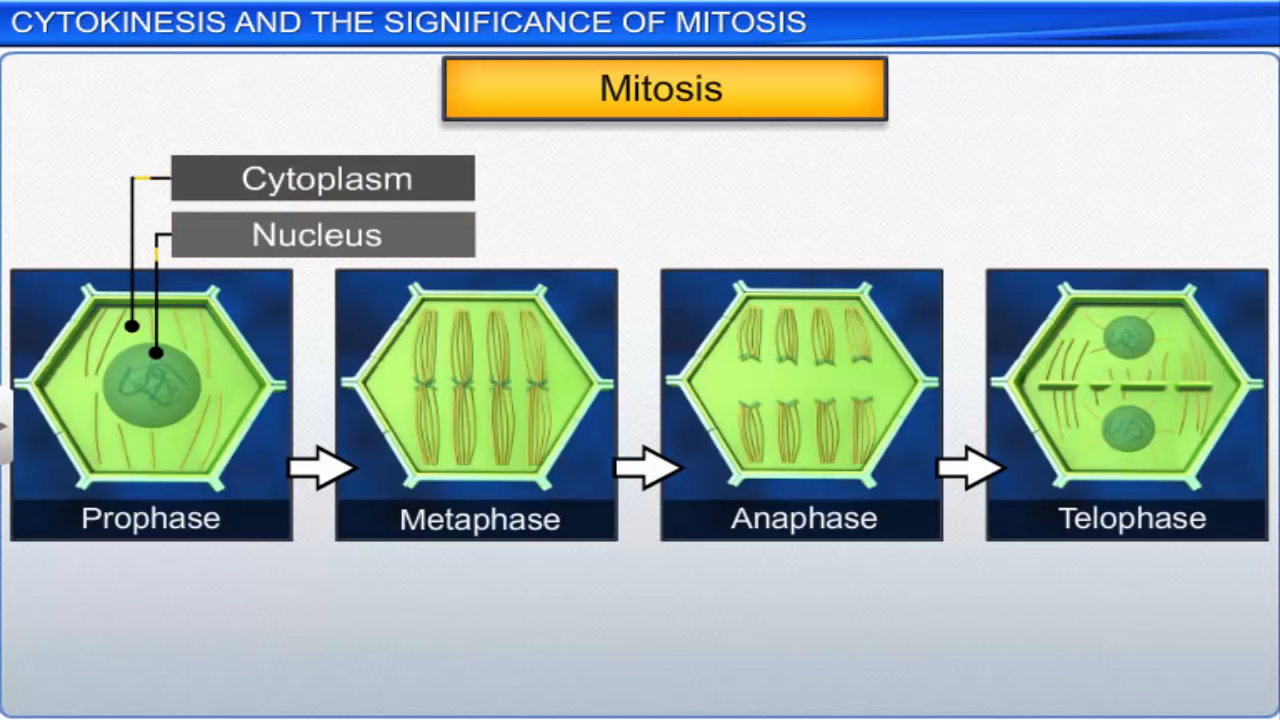 CYTOKINESIS AND THE SIGNIFICANCE OF MITOSIS
Mitosis
Cytoplasm
Nucleus
Prophase
Metaphase
Anaphase
Telophase